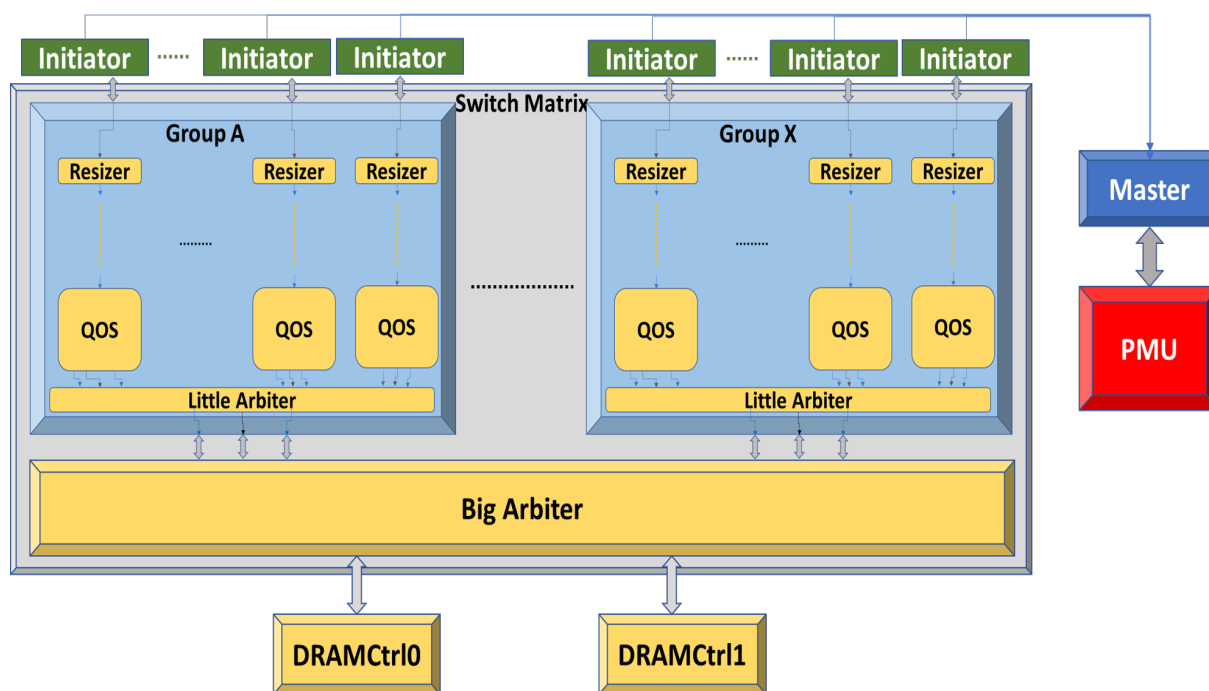 Initiator
......
Initiator
Initiator
Initiator
......
Initiator
Initiator
Switch Matrix
Group A
Group X
Resizer
Resizer
Resizer
Resizer
Resizer
Resizer
Master
QOS
QOS
QOS
QOS
QOS
QOS
PMU
Little Arbiter
Little Arbiter
Big Arbiter
DRAMCtrl0
DRAMCtrl1